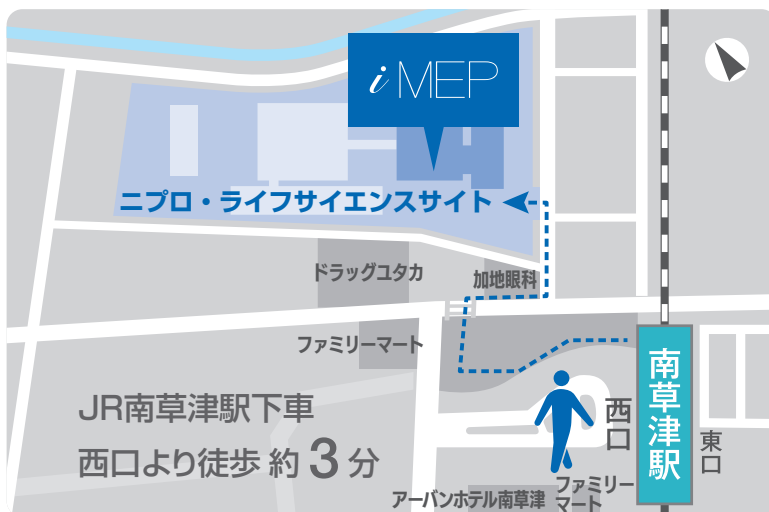 i MEP
ニプロ・ライフサイエンスサイト
ドラッグユタカ
加地眼科
ファミリーマート
JR南草津駅下車
西口より徒歩 約 3 分
西口
南草津駅
東口
アーバンホテル南草津
ファミリー
マート